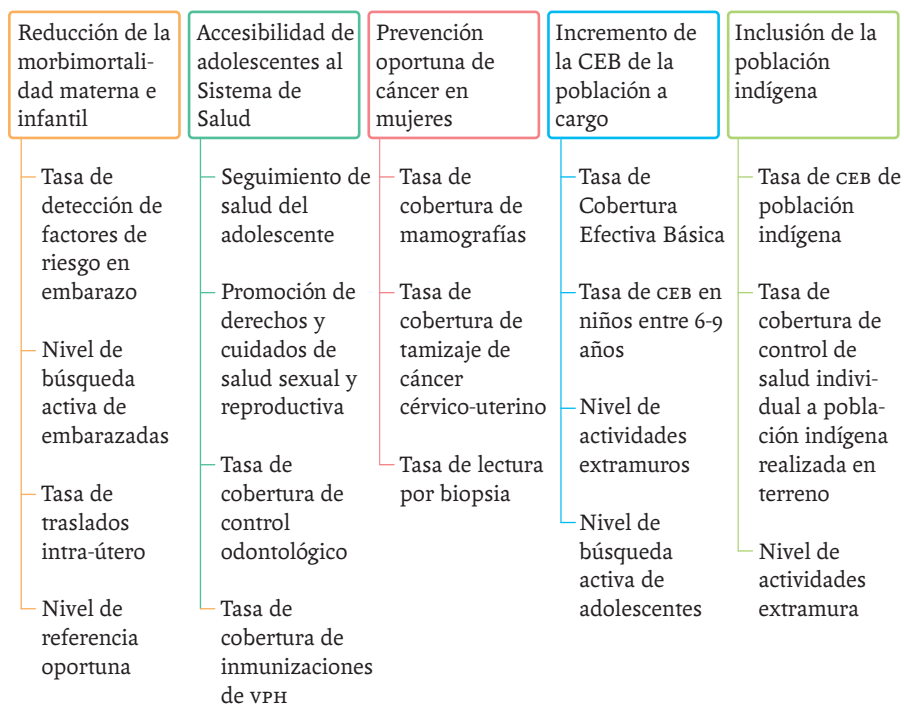 Reducción de la
morbimortali-
dad materna e
infantil
Tasa de
detección de
factores de
riesgo en
embarazo
Nivel de
búsqueda
activa de
embarazadas
Tasa de
traslados
intra-útero
Nivel de
referencia
oportuna
Accesibilidad de
adolescentes al
Sistema de
Salud
Seguimiento de
salud del
adolescente
Promoción de
derechos y
cuidados de
salud sexual y
reproductiva
Tasa de
cobertura de
control
odontológico
Tasa de
cobertura de
inmunizaciones
de VPH
Prevención
oportuna de
cáncer en
mujeres
Tasa de
cobertura de
mamografías
Tasa de
cobertura de
tamizaje de
cáncer
cérvico-uterino
Tasa de lectura
por biopsia
Incremento de
la CEB de la
población a
cargo
Tasa de
Cobertura
Efectiva Básica
Tasa de CEB en
niños entre 6-9
años
Nivel de
actividades
extramuros
Nivel de
búsqueda
activa de
adolescentes
Inclusión de la
población
indígena
Tasa de CEB de
población
indígena
Tasa de
cobertura de
control de
salud indivi-
dual a pobla-
ción indígena
realizada en
terreno
Nivel de
actividades
extramura